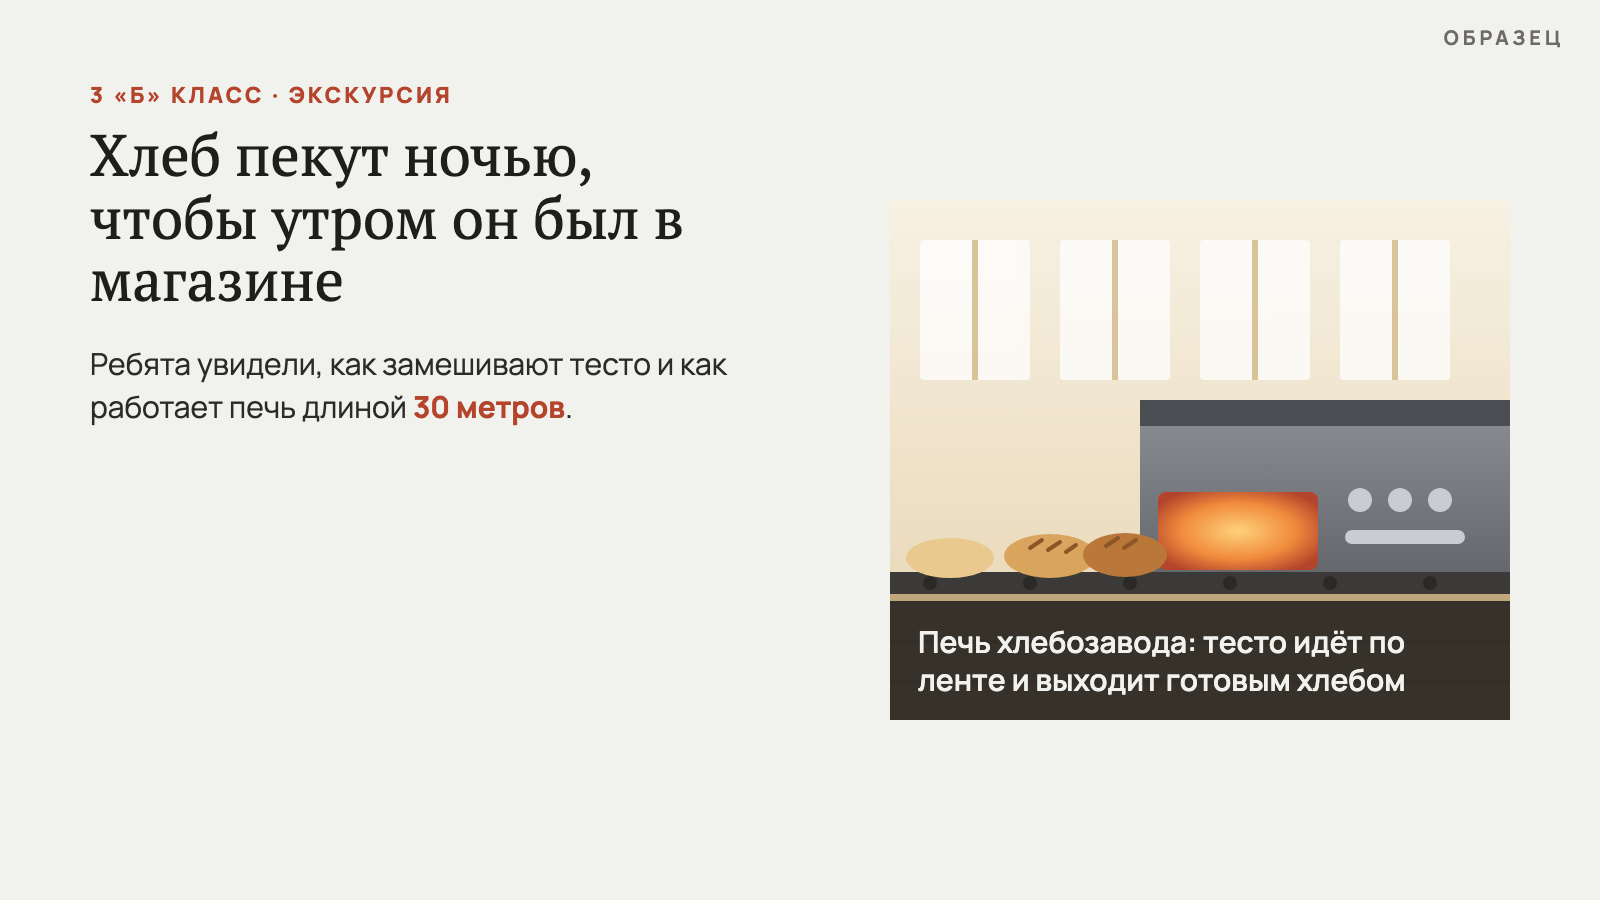 ОБРАЗЕЦ
3 «Б» КЛАСС · ЭКСКУРСИЯ
Хлеб пекут ночью,
чтобы утром он был в
магазине
Ребята увидели, как замешивают тесто и как
работает печь длиной 30 метров.
Печь хлебозавода: тесто идёт по
ленте и выходит готовым хлебом